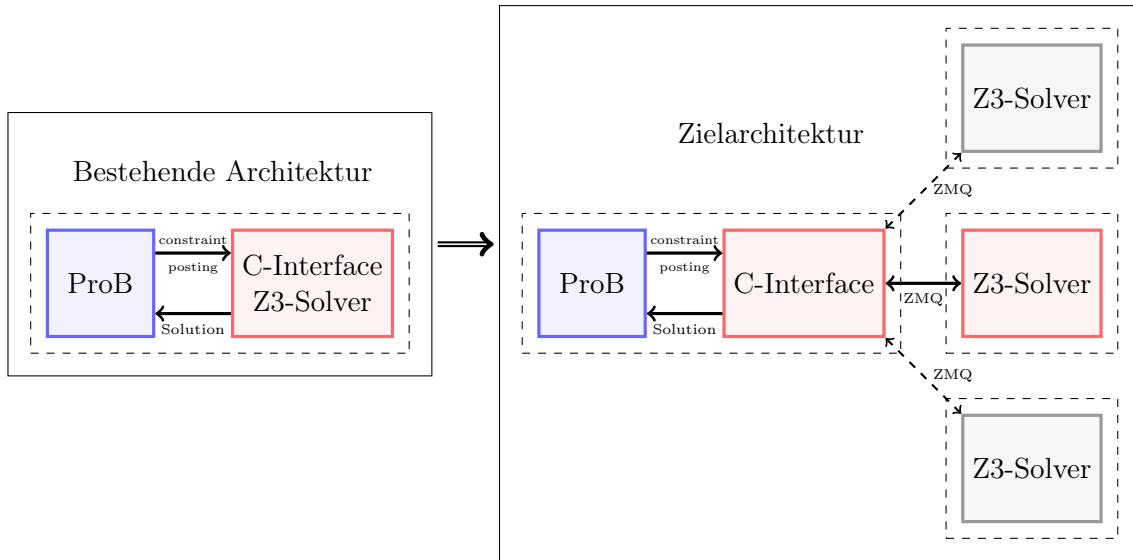 Bestehende Architektur
ProB
constraint
posting
Solution
C-Interface
Z3-Solver
Zielarchitektur
ProB
constraint
posting
Solution
C-Interface
ZMQ
Z3-Solver
ZMQ
Z3-Solver
ZMQ
Z3-Solver